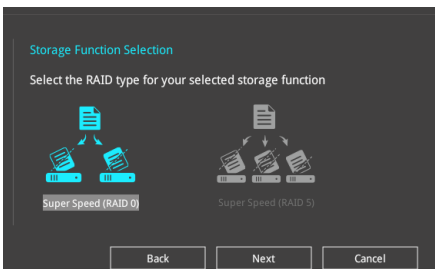 Storage Function Selection
Select the RAID type for your selected storage function
Super Speed (RAID 0)
Super Speed (RAID 5)
Back
Next
Cancel